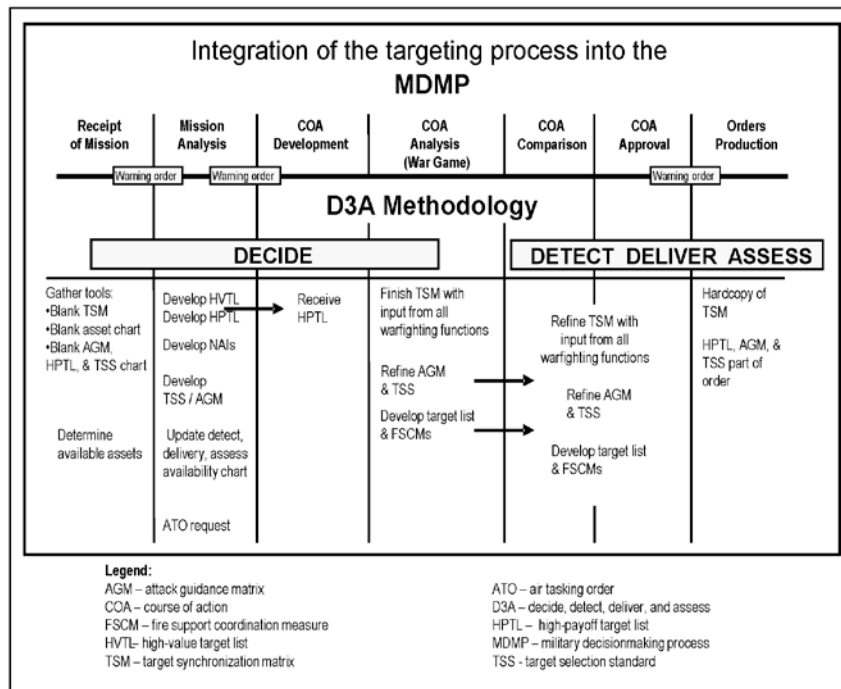 Integration of the targeting process into the
MDMP
Receipt
of Mission
Mission
Analysis
COA
Development
COA
Analysis
(War Game)
COA
Comparison
COA
Approval
Orders
Production
Warning order
Warning order
Warning order
D3A Methodology
DECIDE
DETECT DELIVER ASSESS
Gather tools:
•Blank TSM
•Blank asset chart
•Blank AGM,
HPTL, & TSS chart
Determine
available assets
Develop HVTL
Develop HPTL
Develop NAIs
Develop
TSS / AGM
Update detect,
delivery, assess
availability chart
ATO request
Receive
HPTL
Finish TSM with
input from all
warfighting functions
Refine AGM
& TSS
Develop target list
& FSCMs
Refine TSM with
input from all
warfighting functions
Refine AGM
& TSS
Develop target list
& FSCMs
Hardcopy of
TSM
HPTL, AGM, &
TSS part of
order
Legend:
AGM – attack guidance matrix
COA – course of action
FSCM – fire support coordination measure
HVTL– high-value target list
TSM – target synchronization matrix
ATO – air tasking order
D3A – decide, detect, deliver, and assess
HPTL – high-payoff target list
MDMP – military decisionmaking process
TSS - target selection standard